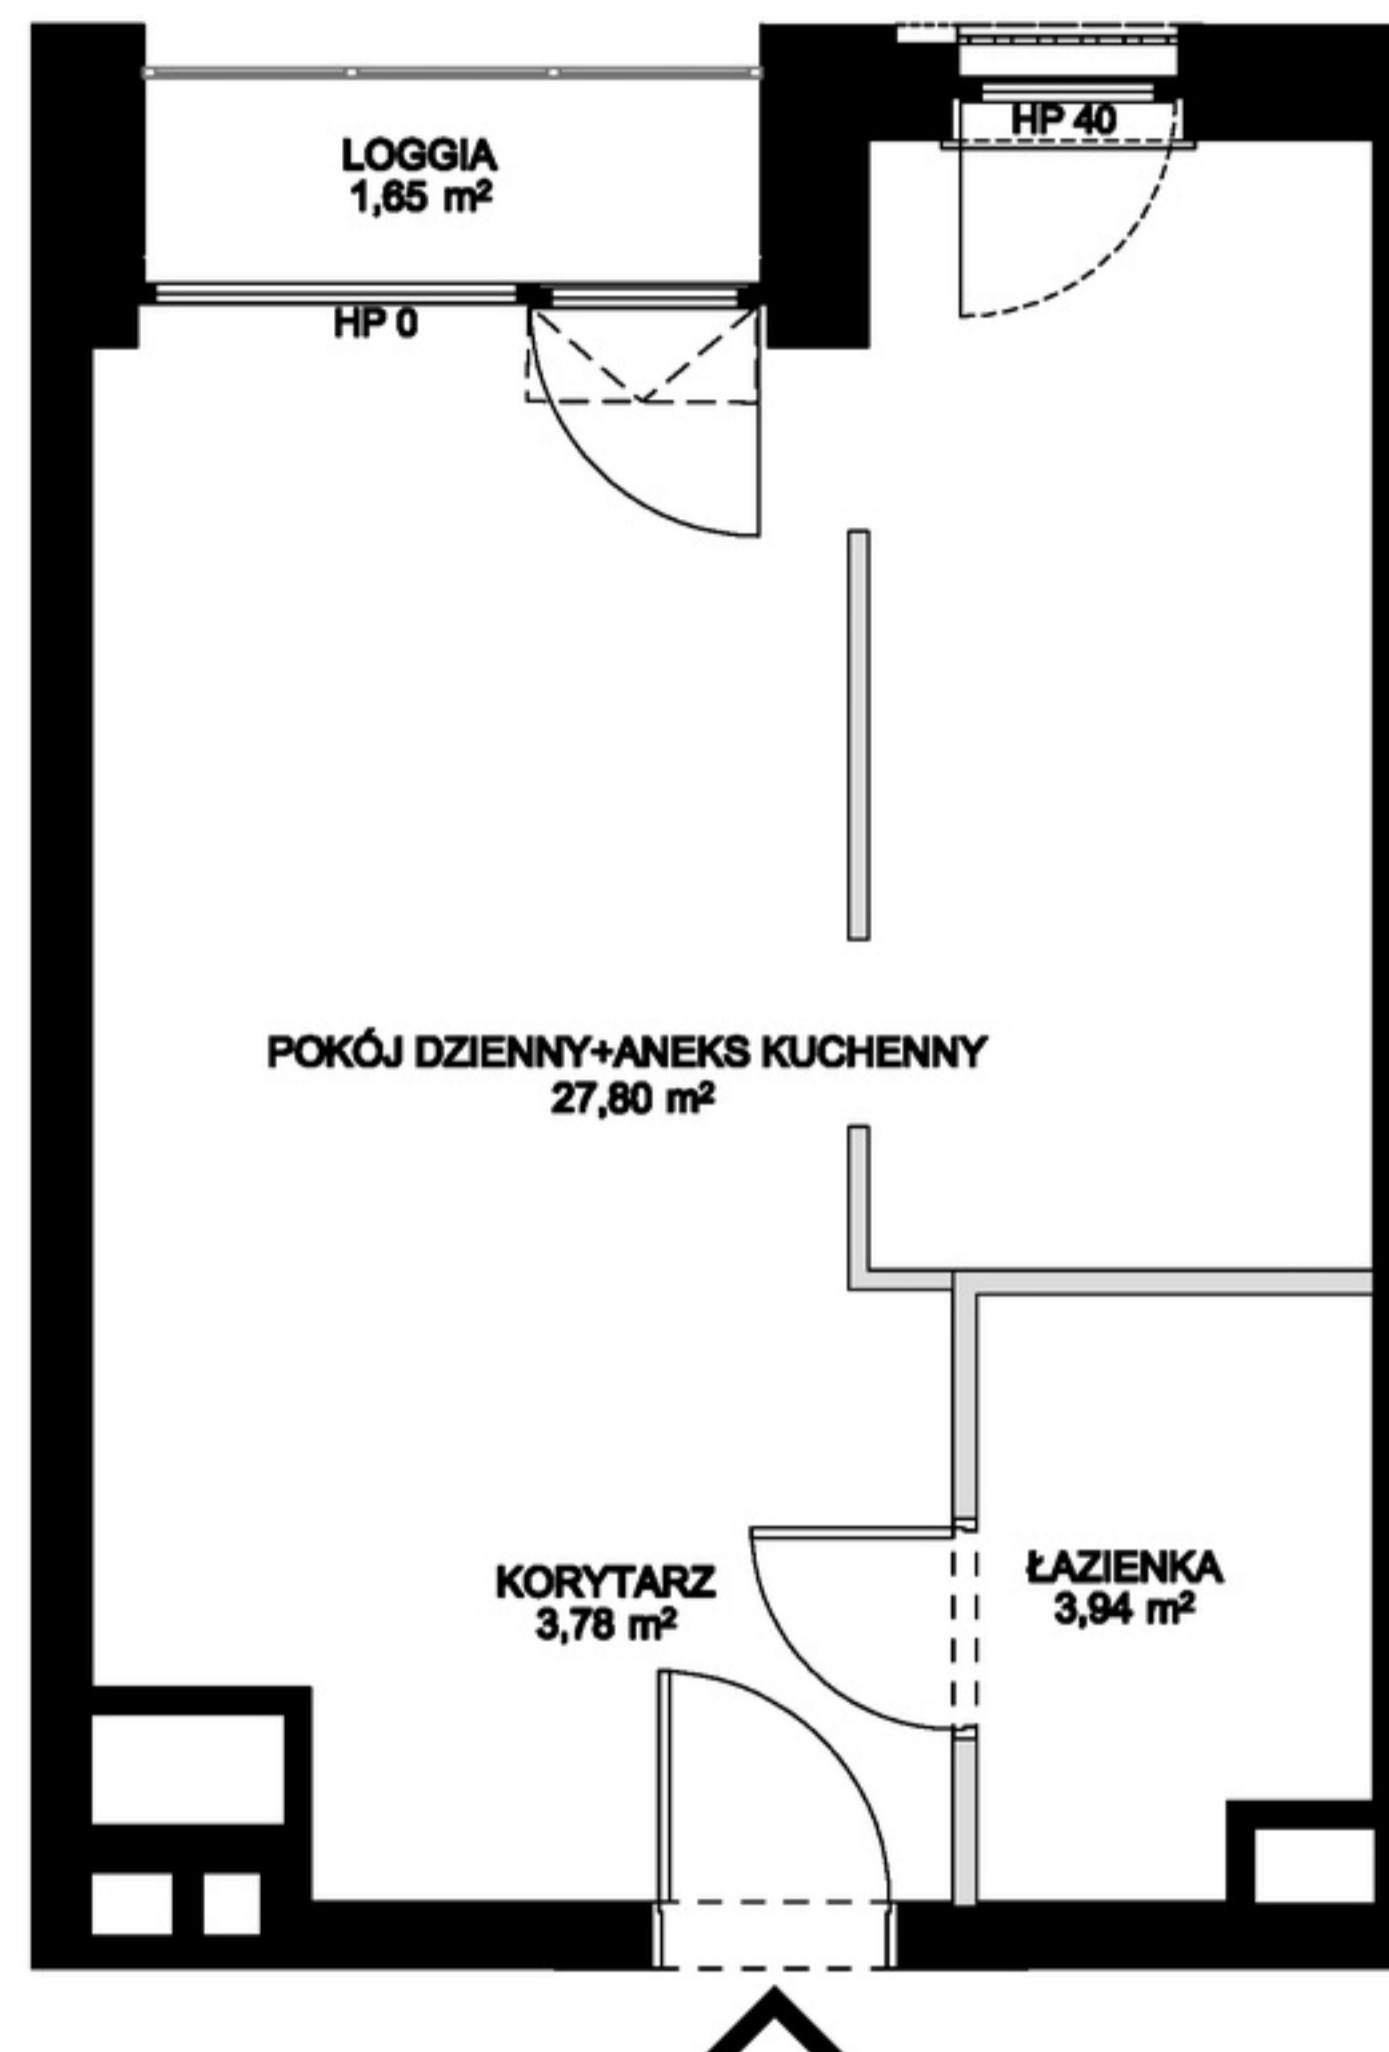 LOGGIA
1,65 m²
HP 40
HP 0
POKÓJ DZIENNY+ANEKS KUCHENNY
27,80 m²
KORYTARZ
3,78 m²
ŁAZIENKA
3,94 m²